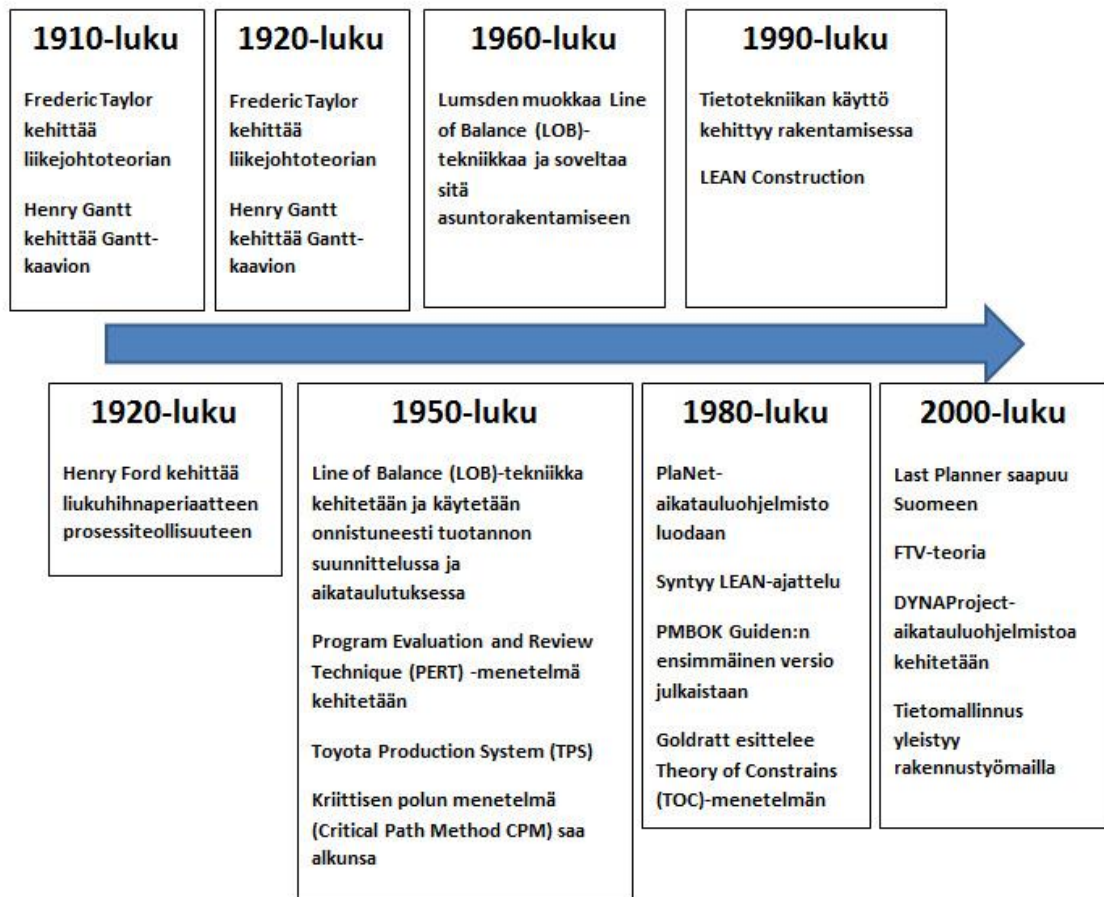 1910-luku
Frederic Taylor
kehittää
liikejohtoteorian
Henry Gantt
kehittää Gantt-
kaavion
1920-luku
Frederic Taylor
kehittää
liikejohtoteorian
Henry Gantt
kehittää Gantt-
kaavion
1960-luku
Lumsden muokkaa Line
of Balance (LOB)-
tekniikkaa ja soveltaa
sitä
asuntorakentamiseen
1990-luku
Tietotekniikan käyttö
kehittyy rakentamisessa
LEAN Construction
1920-luku
Henry Ford kehittää
liukuhihnaperiaatteen
prosessiteollisuuteen
1950-luku
Line of Balance (LOB)-tekniikka
kehitetään ja käytetään
onnistuneesti tuotannon
suunnittelussa ja
aikataulutuksessa
Program Evaluation and Review
Technique (PERT) -menetelmä
kehitetään
Toyota Production System (TPS)
Kriittisen polun menetelmä
(Critical Path Method CPM) saa
alkunsa
1980-luku
PlaNet-
aikatauluohjelmisto
luodaan
Syntyy LEAN-ajattelu
PMBOK Guiden:n
ensimmäinen versio
julkaistaan
Goldratt esittelee
Theory of Constrains
(TOC)-menetelmän
2000-luku
Last Planner saapuu
Suomeen
FTV-teoria
DYNAProject-
aikatauluohjelmistoa
kehitetään
Tietomallinnus
yleistyy
rakennustyömailla